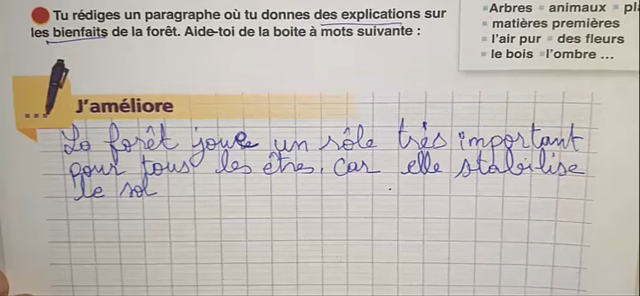 Tu rédiges un paragraphe où tu donnes des explications sur
les bienfaits de la forêt. Aide-toi de la boite à mots suivante :
Arbres animaux
matières premières
l'air pur des fleurs
le bois l'ombre ...
J'améliore
La forêt joue un rôle très important
pour tous les êtres, car elle stabilise
le sol